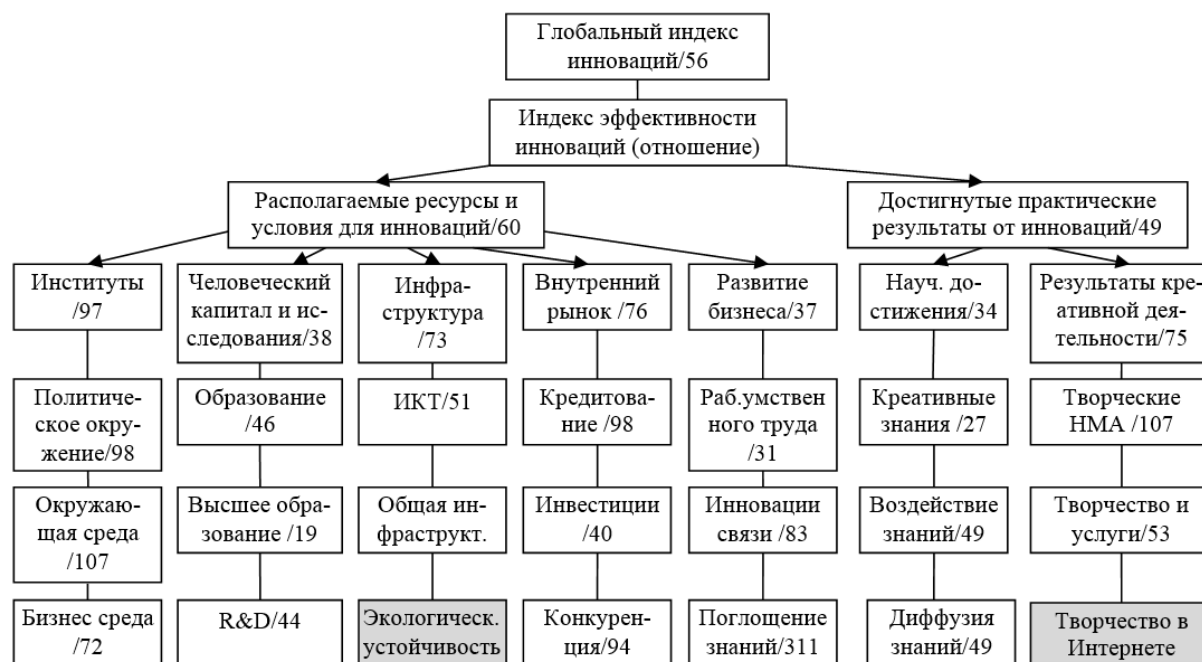 Глобальный индекс
инноваций/56
Индекс эффективности
инноваций (отношение)
Располагаемые ресурсы и
условия для инноваций/60
Достигнутые практические
результаты от инноваций/49
Институты
/97
Человеческий
капитал и ис-
следования/38
Инфра-
структура
/73
Внутренний
рынок /76
Развитие
бизнеса/37
Науч. до-
стижения/34
Результаты кре-
ативной дея-
тельности/75
Политиче-
ское окру-
жение/98
Образование
/46
ИКТ/51
Кредитова-
ние /98
Раб.умствен
ного труда
/31
Креативные
знания /27
Творческие
НМА /107
Окружаю-
щая среда
/107
Высшее обра-
зование /19
Общая ин-
фраструкт.
Инвестиции
/40
Инновации
связи /83
Воздействие
знаний/49
Творчество и
услуги/53
Бизнес среда
/72
R&D/44
Экологическ.
устойчивость
Конкурен-
ция/94
Поглощение
знаний/311
Диффузия
знаний/49
Творчество в
Интернете